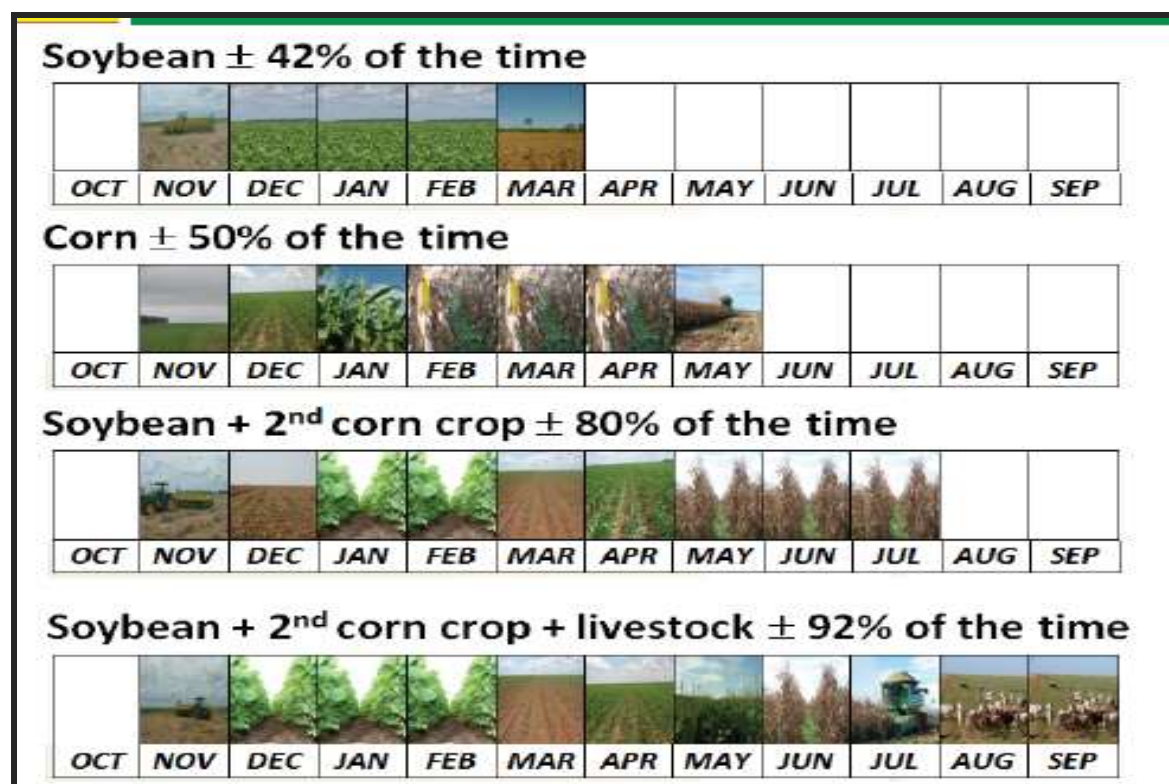 Soybean ± 42% of the time
OCT NOV DEC JAN FEB MAR APR MAY JUN JUL AUG SEP
Corn ± 50% of the time
OCT NOV DEC JAN FEB MAR APR MAY JUN JUL AUG SEP
Soybean + 2nd corn crop ± 80% of the time
OCT NOV DEC JAN FEB MAR APR MAY JUN JUL AUG SEP
Soybean + 2nd corn crop + livestock ± 92% of the time
OCT NOV DEC JAN FEB MAR APR MAY JUN JUL AUG SEP